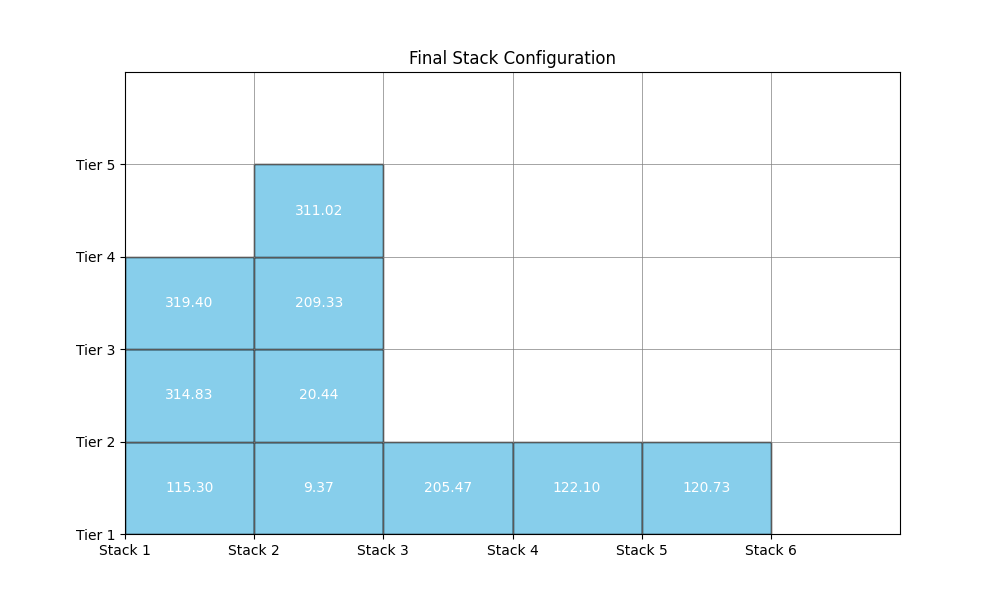 Final Stack Configuration
Tier 5
311.02
Tier 4
319.40 209.33
Tier 3
314.83 20.44
Tier 2
115.30 9.37 205.47 122.10 120.73
Tier 1
Stack 1 Stack 2 Stack 3 Stack 4 Stack 5 Stack 6